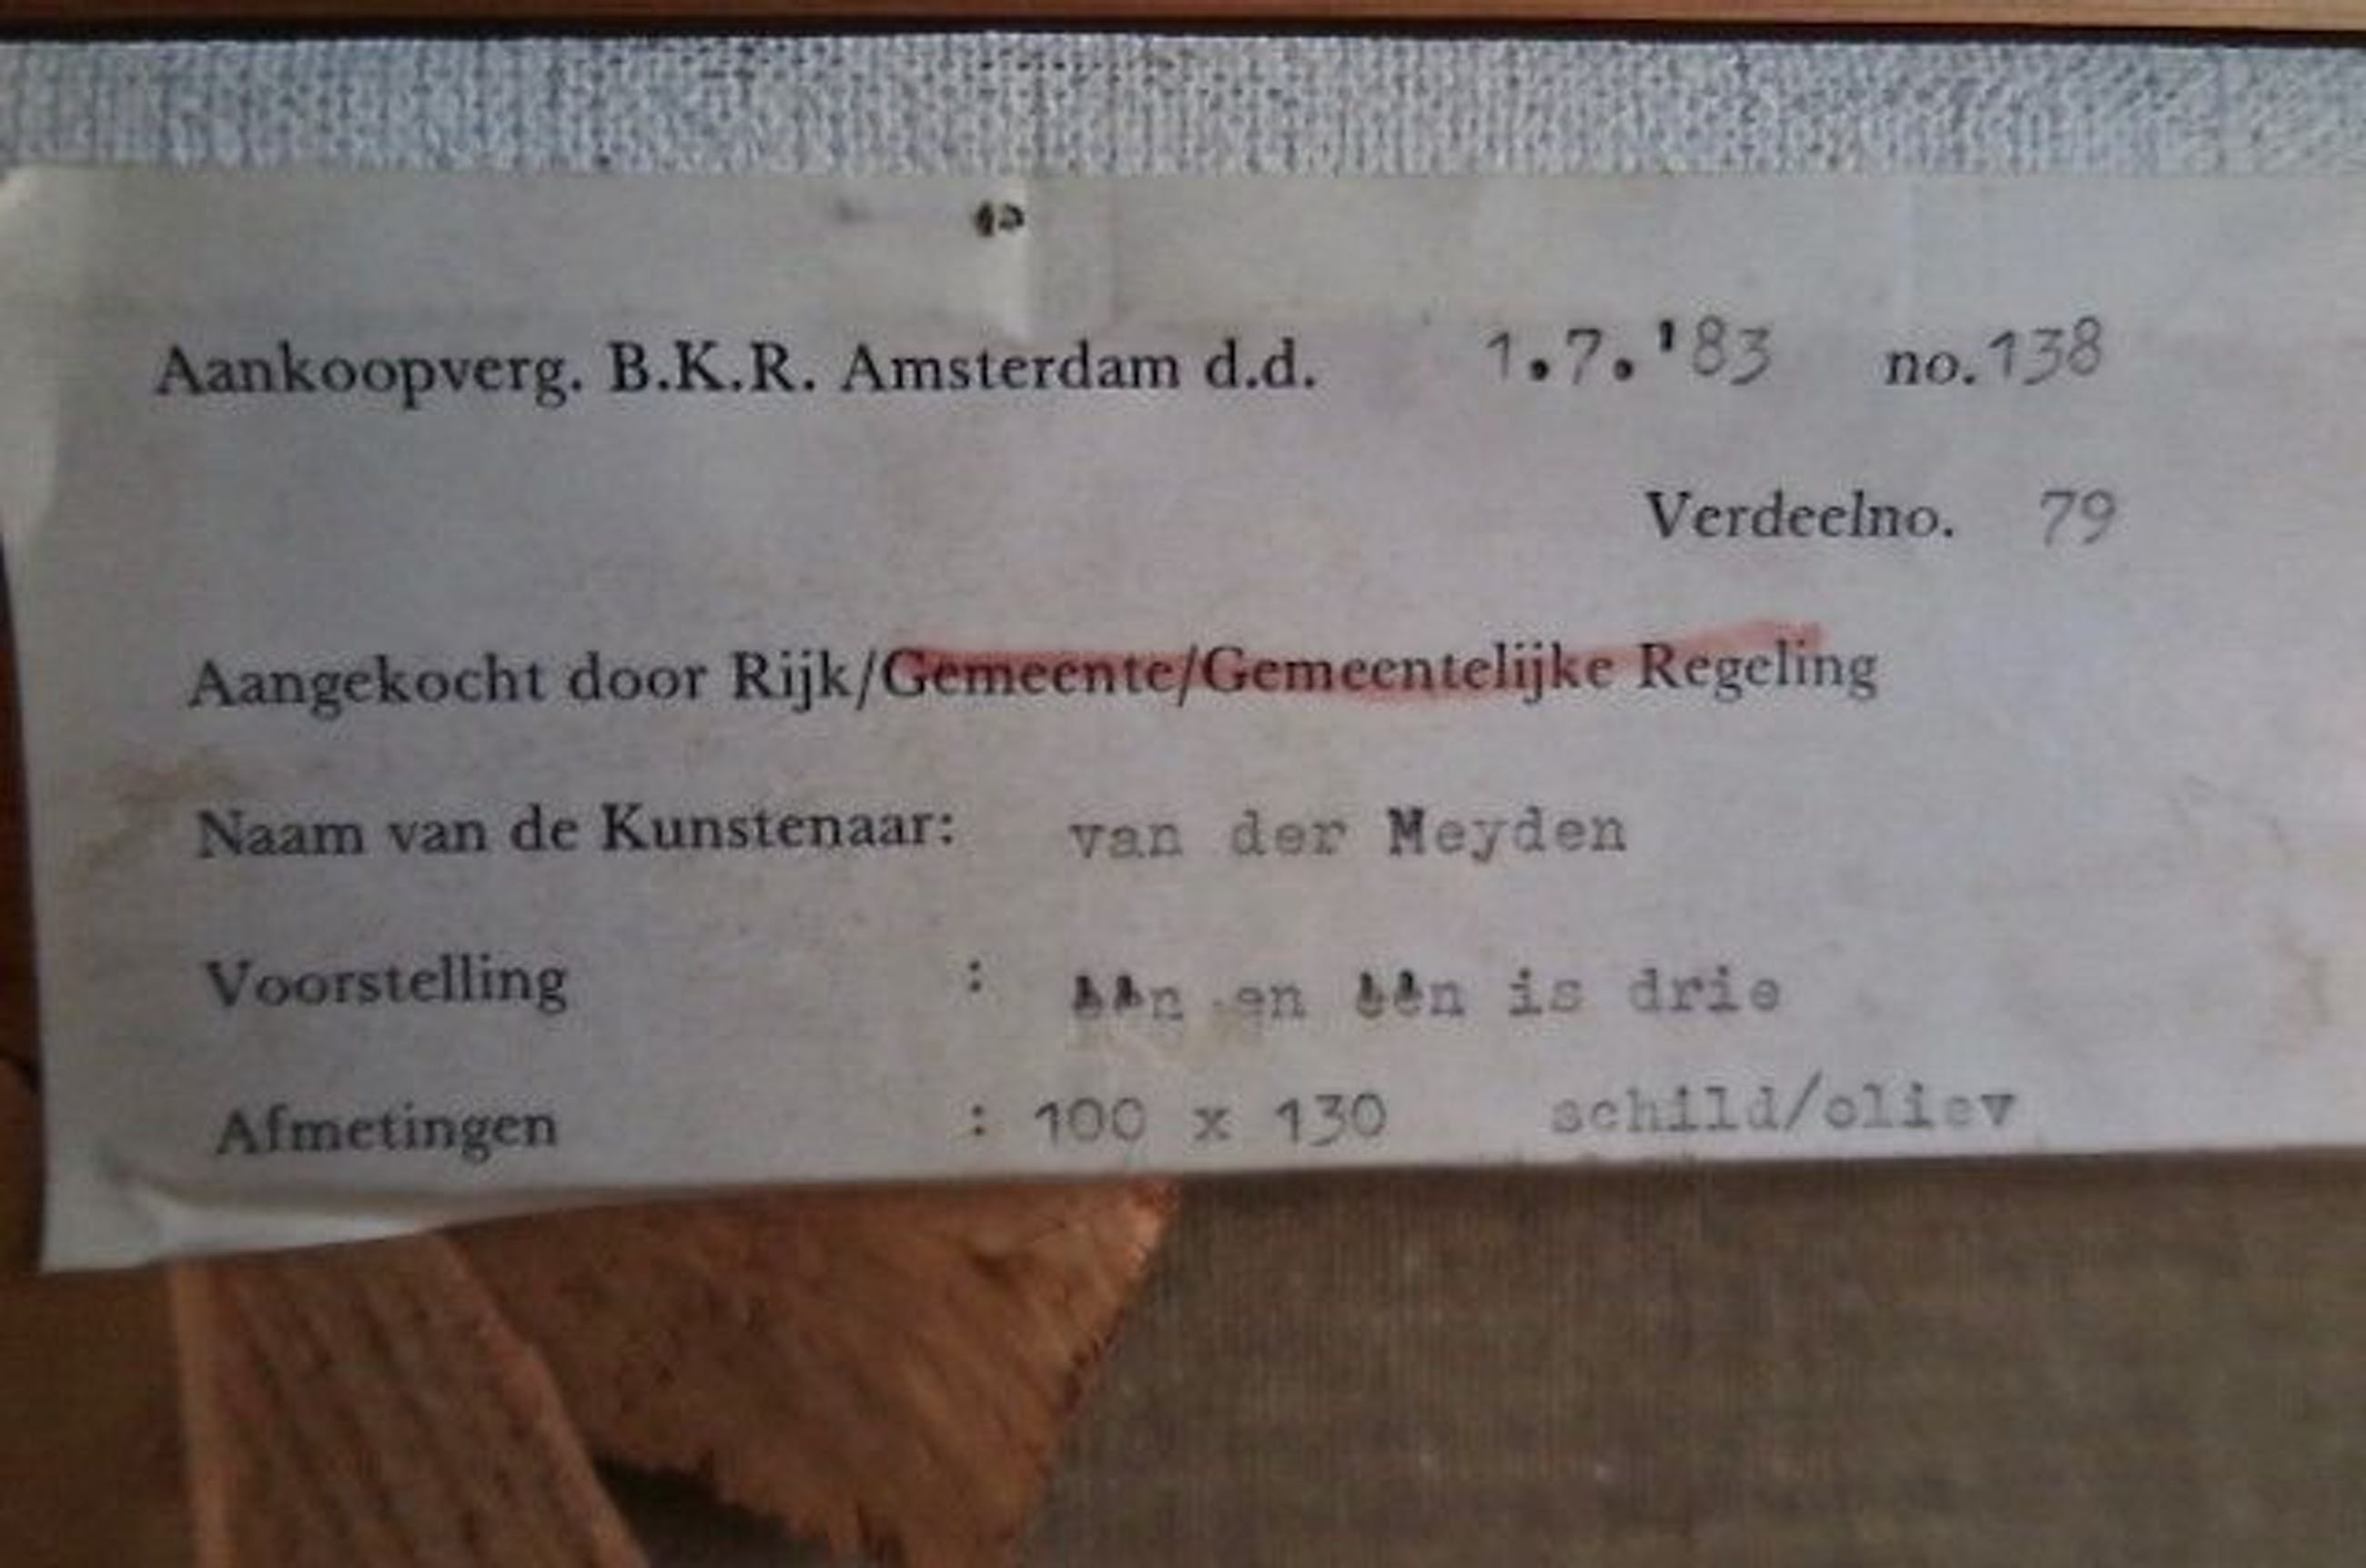 Aankoopverg. B.K.R. Amsterdam d.d. 1.7.'83 no. 138
Verdeelno. 79
Aangekocht door Rijk/Gemeente/Gemeentelijke Regeling
Naam van de Kunstenaar: van der Meyden
Voorstelling : één en één is drie
Afmetingen : 100 x 130 schild/oliev